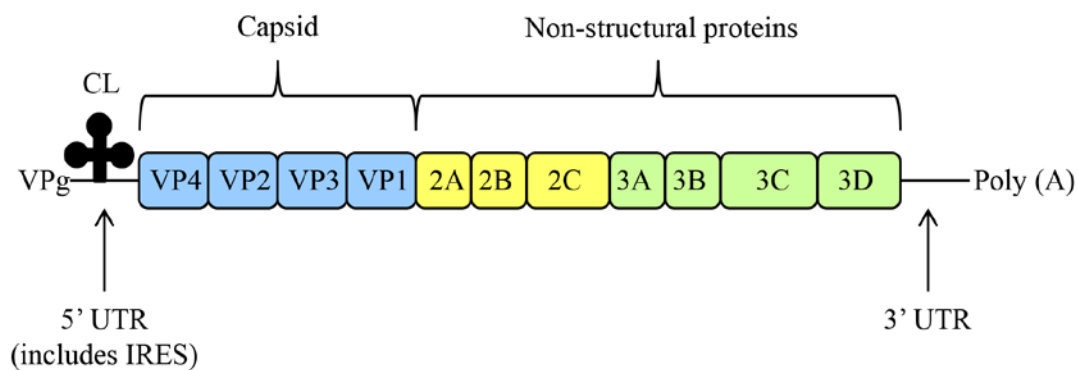 Capsid
Non-structural proteins
CL
VPg
VP4 VP2 VP3 VP1 2A 2B 2C 3A 3B 3C 3D
Poly (A)
5’ UTR
(includes IRES)
3’ UTR